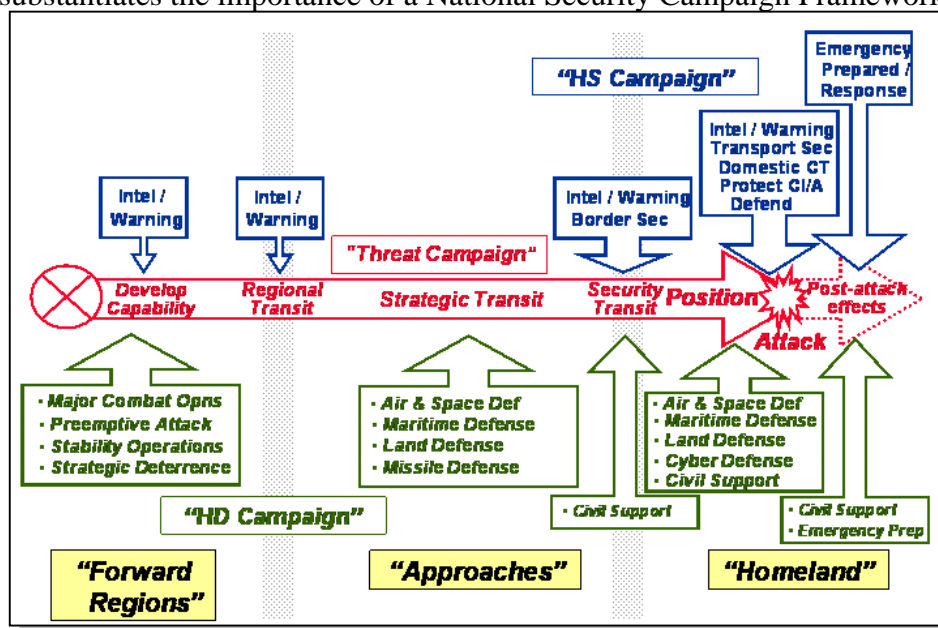 substantiates the importance of a National Security Campaign Framework
Emergency
Prepared /
Response
“HS Campaign”
Intel / Warning
Transport Sec
Domestic CT
Protect CI/A
Defend
Intel /
Warning
Intel /
Warning
Intel / Warning
Border Sec
"Threat Campaign"
Develop
Capability
Regional
Transit
Strategic Transit
Security
Transit
Position
Attack
Post-attack
effects
· Major Combat Opns
· Preemptive Attack
· Stability Operations
· Strategic Deterrence
· Air & Space Def
· Maritime Defense
· Land Defense
· Missile Defense
· Air & Space Def
· Maritime Defense
· Land Defense
· Cyber Defense
· Civil Support
“HD Campaign”
· Civil Support
· Civil Support
· Emergency Prep
“Forward
Regions”
“Approaches”
“Homeland”